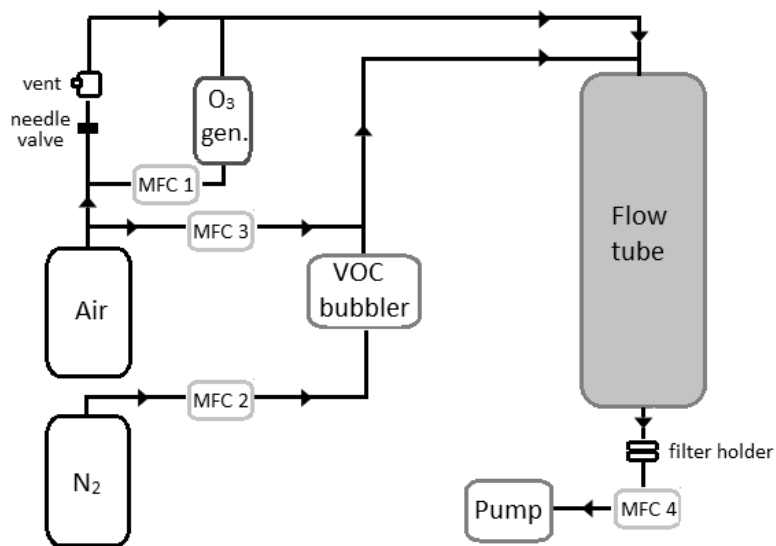 vent
O₃
gen.
needle
valve
MFC 1
MFC 3
Flow
tube
Air
VOC
bubbler
MFC 2
N₂
filter holder
Pump
MFC 4